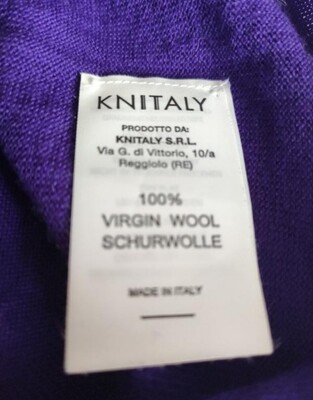 KNITALY
PRODOTTO DA:
KNITALY S.R.L.
Via G. di Vittorio, 10/a
Reggiolo (RE)
100%
VIRGIN WOOL
SCHURWOLLE
MADE IN ITALY